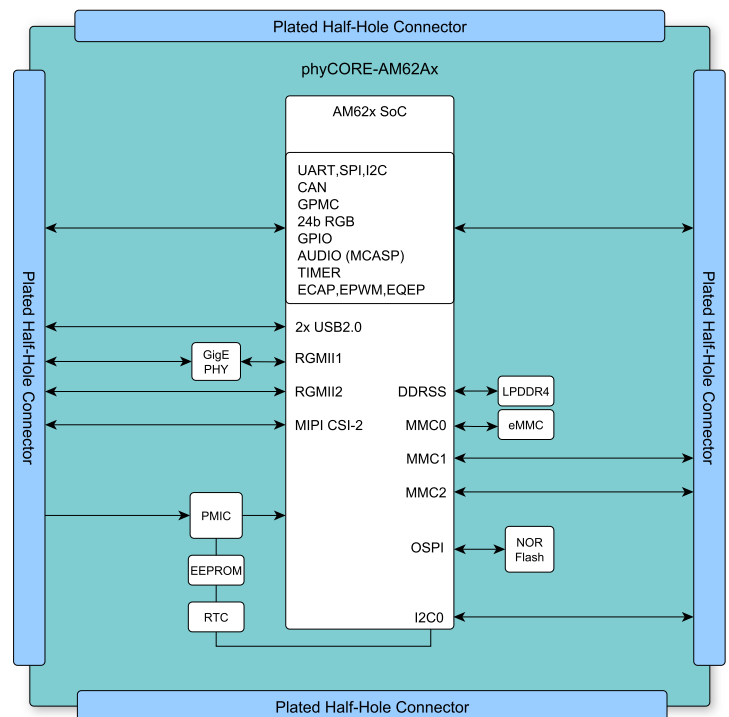 Plated Half-Hole Connector
phyCORE-AM62Ax
AM62x SoC
UART,SPI,I2C
CAN
GPMC
24b RGB
GPIO
AUDIO (MCASP)
TIMER
ECAP,EPWM,EQEP
Plated Half-Hole Connector
Plated Half-Hole Connector
2x USB2.0
GigE
PHY
RGMII1
RGMII2
DDRSS
LPDDR4
MIPI CSI-2
MMC0
eMMC
MMC1
MMC2
PMIC
OSPI
NOR
Flash
EEPROM
RTC
I2C0
Plated Half-Hole Connector